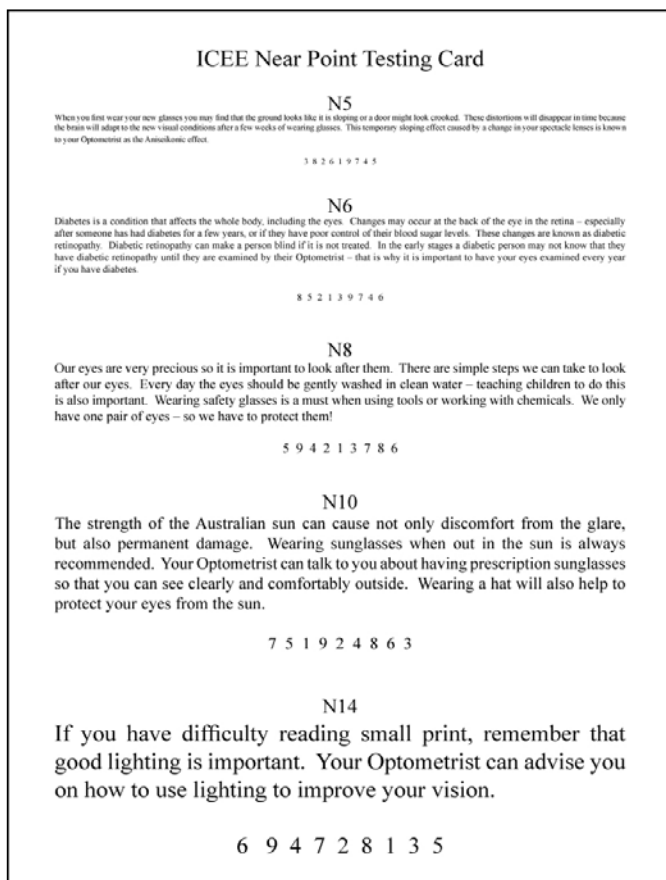 ICEE Near Point Testing Card
N5
When you first wear your new glasses you may find that the ground looks like it is sloping or a door might look crooked. These distortions will disappear in time because
the brain will adapt to the new visual conditions after a few weeks of wearing glasses. This temporary sloping effect caused by a change in your spectacle lenses is known
to your Optometrist as the Aniseikonic effect.
3 8 2 6 1 9 7 4 5
N6
Diabetes is a condition that affects the whole body, including the eyes. Changes may occur at the back of the eye in the retina – especially
after someone has had diabetes for a few years, or if they have poor control of their blood sugar levels. These changes are known as diabetic
retinopathy. Diabetic retinopathy can make a person blind if it is not treated. In the early stages a diabetic person may not know that they
have diabetic retinopathy until they are examined by their Optometrist – that is why it is important to have your eyes examined every year
if you have diabetes.
8 5 2 1 3 9 7 4 6
N8
Our eyes are very precious so it is important to look after them. There are simple steps we can take to look
after our eyes. Every day the eyes should be gently washed in clean water – teaching children to do this
is also important. Wearing safety glasses is a must when using tools or working with chemicals. We only
have one pair of eyes – so we have to protect them!
5 9 4 2 1 3 7 8 6
N10
The strength of the Australian sun can cause not only discomfort from the glare,
but also permanent damage. Wearing sunglasses when out in the sun is always
recommended. Your Optometrist can talk to you about having prescription sunglasses
so that you can see clearly and comfortably outside. Wearing a hat will also help to
protect your eyes from the sun.
7 5 1 9 2 4 8 6 3
N14
If you have difficulty reading small print, remember that
good lighting is important. Your Optometrist can advise you
on how to use lighting to improve your vision.
6 9 4 7 2 8 1 3 5